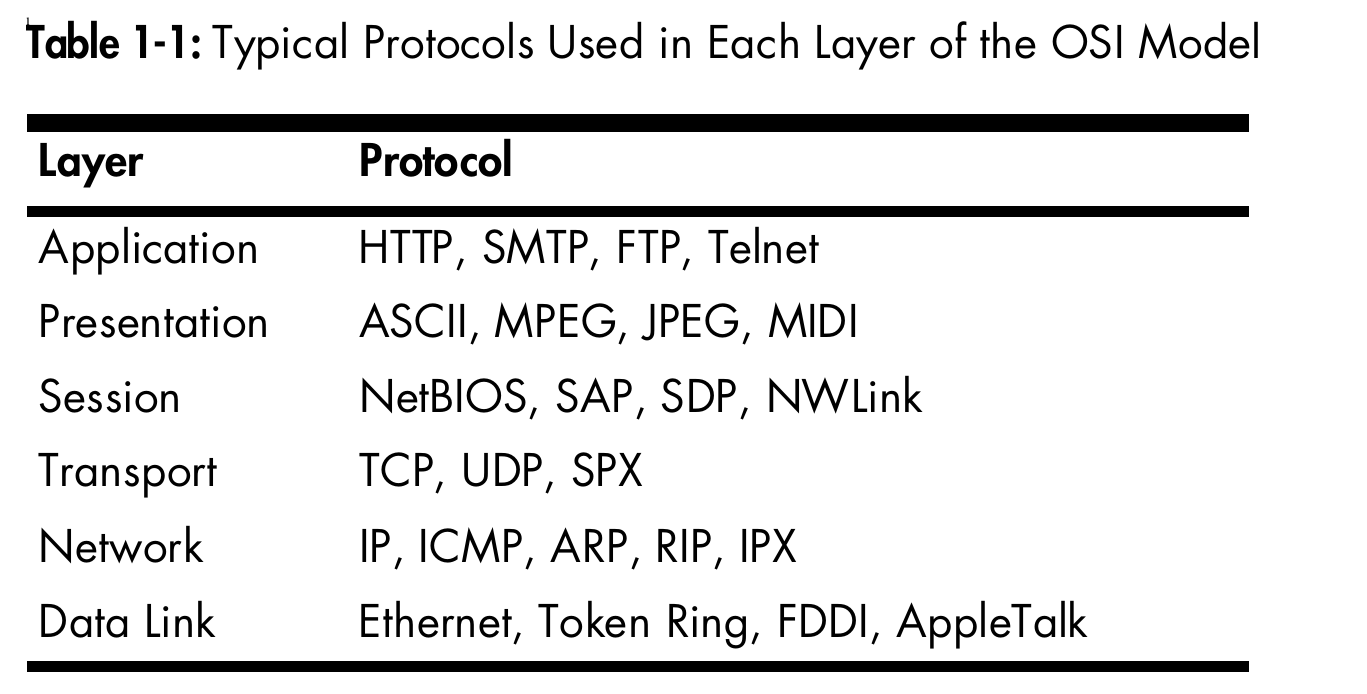 Table 1-1: Typical Protocols Used in Each Layer of the OSI Model
Layer Protocol
Application HTTP, SMTP, FTP, Telnet
Presentation ASCII, MPEG, JPEG, MIDI
Session NetBIOS, SAP, SDP, NWLink
Transport TCP, UDP, SPX
Network IP, ICMP, ARP, RIP, IPX
Data Link Ethernet, Token Ring, FDDI, AppleTalk